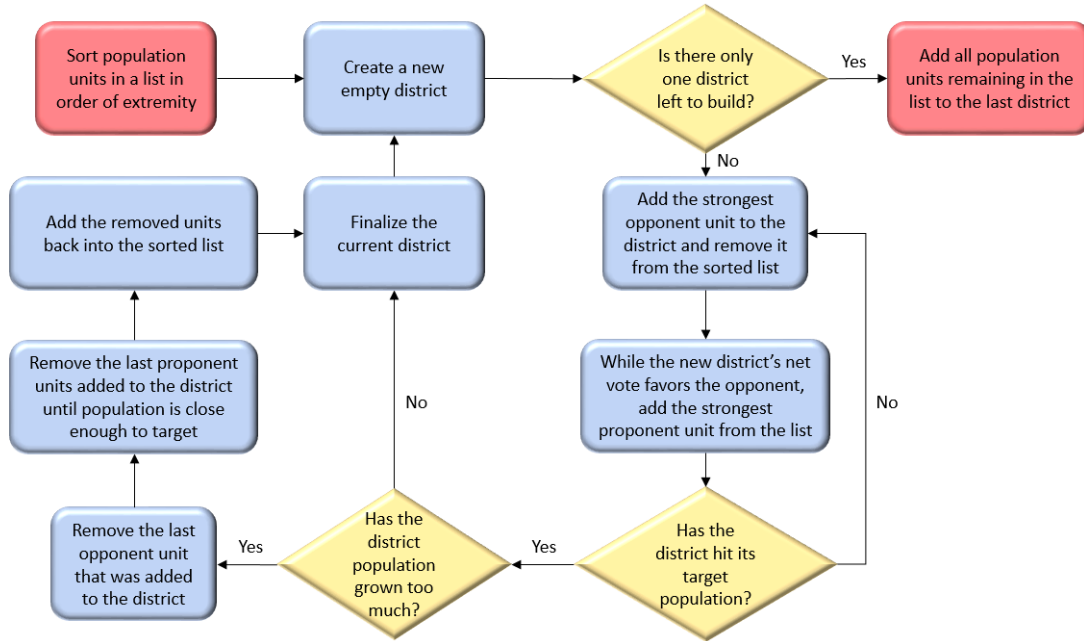 Sort population
units in a list in
order of extremity
Create a new
empty district
Is there only
one district
left to build?
Yes
Add all population
units remaining in the
list to the last district
No
Add the removed units
back into the sorted list
Finalize the
current district
Add the strongest
opponent unit to the
district and remove it
from the sorted list
Remove the last proponent
units added to the district
until population is close
enough to target
No
While the new district's net
vote favors the opponent,
add the strongest
proponent unit from the list
No
Remove the last
opponent unit
that was added
to the district
Yes
Has the
district
population
grown too
much?
Yes
Has the
district hit its
target
population?